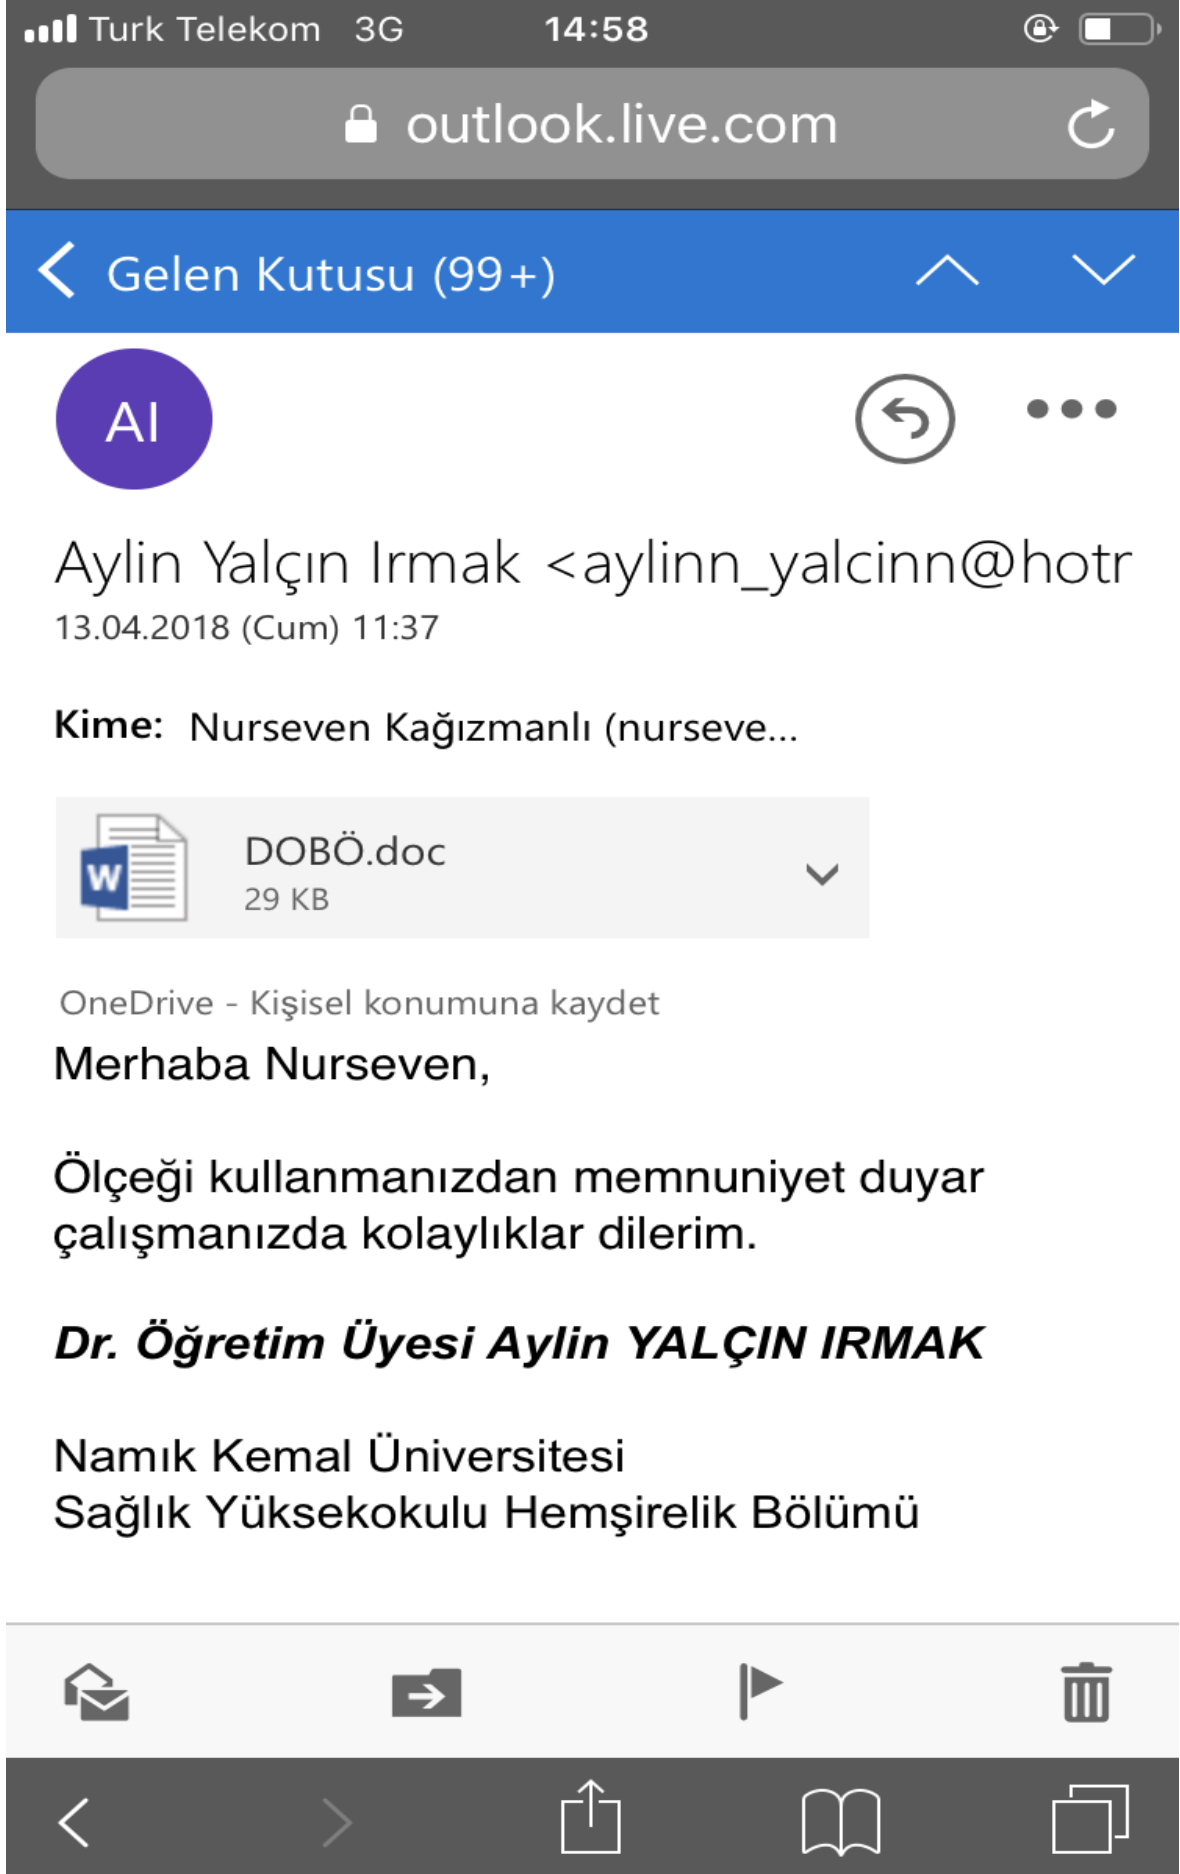 Turk Telekom 3G 14:58
outlook.live.com
Gelen Kutusu (99+)
AI
Aylin Yalçın Irmak <aylinn_yalcinn@hotr
13.04.2018 (Cum) 11:37
Kime: Nurseven Kağızmanlı (nurseve...
W
DOBÖ.doc
29 KB
OneDrive - Kişisel konumuna kaydet
Merhaba Nurseven,
Ölçeği kullanmanızdan memnuniyet duyar
çalışmanızda kolaylıklar dilerim.
Dr. Öğretim Üyesi Aylin YALÇIN IRMAK
Namık Kemal Üniversitesi
Sağlık Yüksekokulu Hemşirelik Bölümü